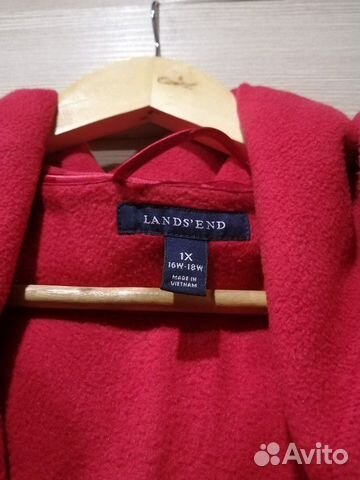 LANDS' END
1X
16W-18W
MADE IN
VIETNAM
Avito